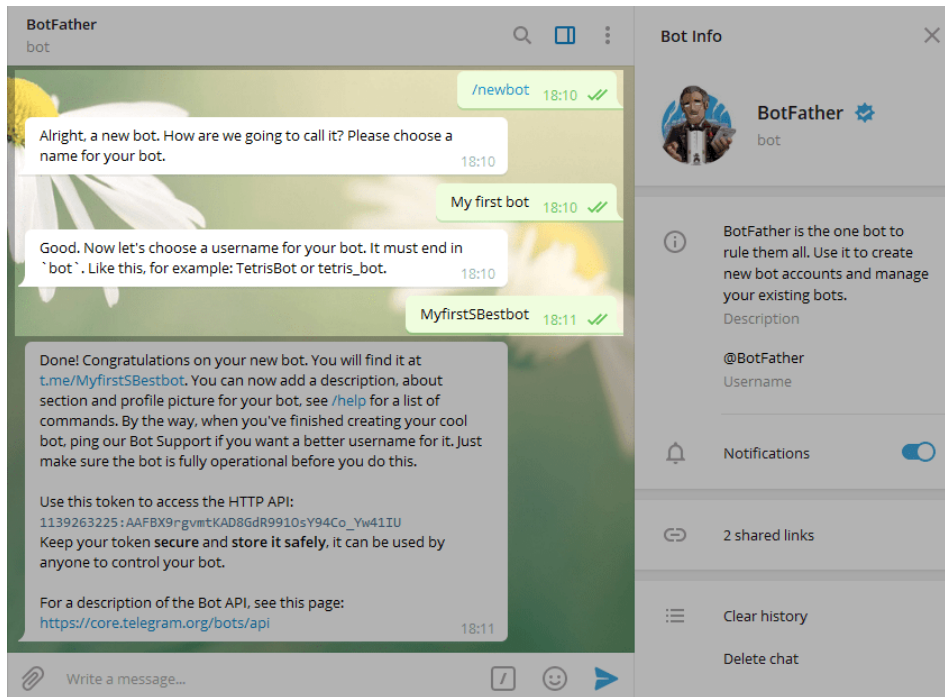 BotFather
bot
/newbot 18:10
Alright, a new bot. How are we going to call it? Please choose a
name for your bot.
18:10
My first bot 18:10
Good. Now let's choose a username for your bot. It must end in
`bot`. Like this, for example: TetrisBot or tetris_bot.
18:10
MyfirstSBestbot 18:11
Done! Congratulations on your new bot. You will find it at
t.me/MyfirstSBestbot. You can now add a description, about
section and profile picture for your bot, see /help for a list of
commands. By the way, when you've finished creating your cool
bot, ping our Bot Support if you want a better username for it. Just
make sure the bot is fully operational before you do this.
Use this token to access the HTTP API:
1139263225:AAFBX9rgvmtKAD8GdR991OsY94Co_Yw41IU
Keep your token secure and store it safely, it can be used by
anyone to control your bot.
For a description of the Bot API, see this page:
https://core.telegram.org/bots/api
18:11
Write a message...
Bot Info
BotFather
bot
BotFather is the one bot to
rule them all. Use it to create
new bot accounts and manage
your existing bots.
Description
@BotFather
Username
Notifications
2 shared links
Clear history
Delete chat